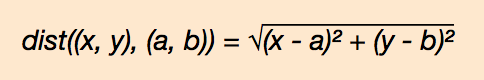 dist((x, y), (a, b)) = √(x - a)² + (y - b)²